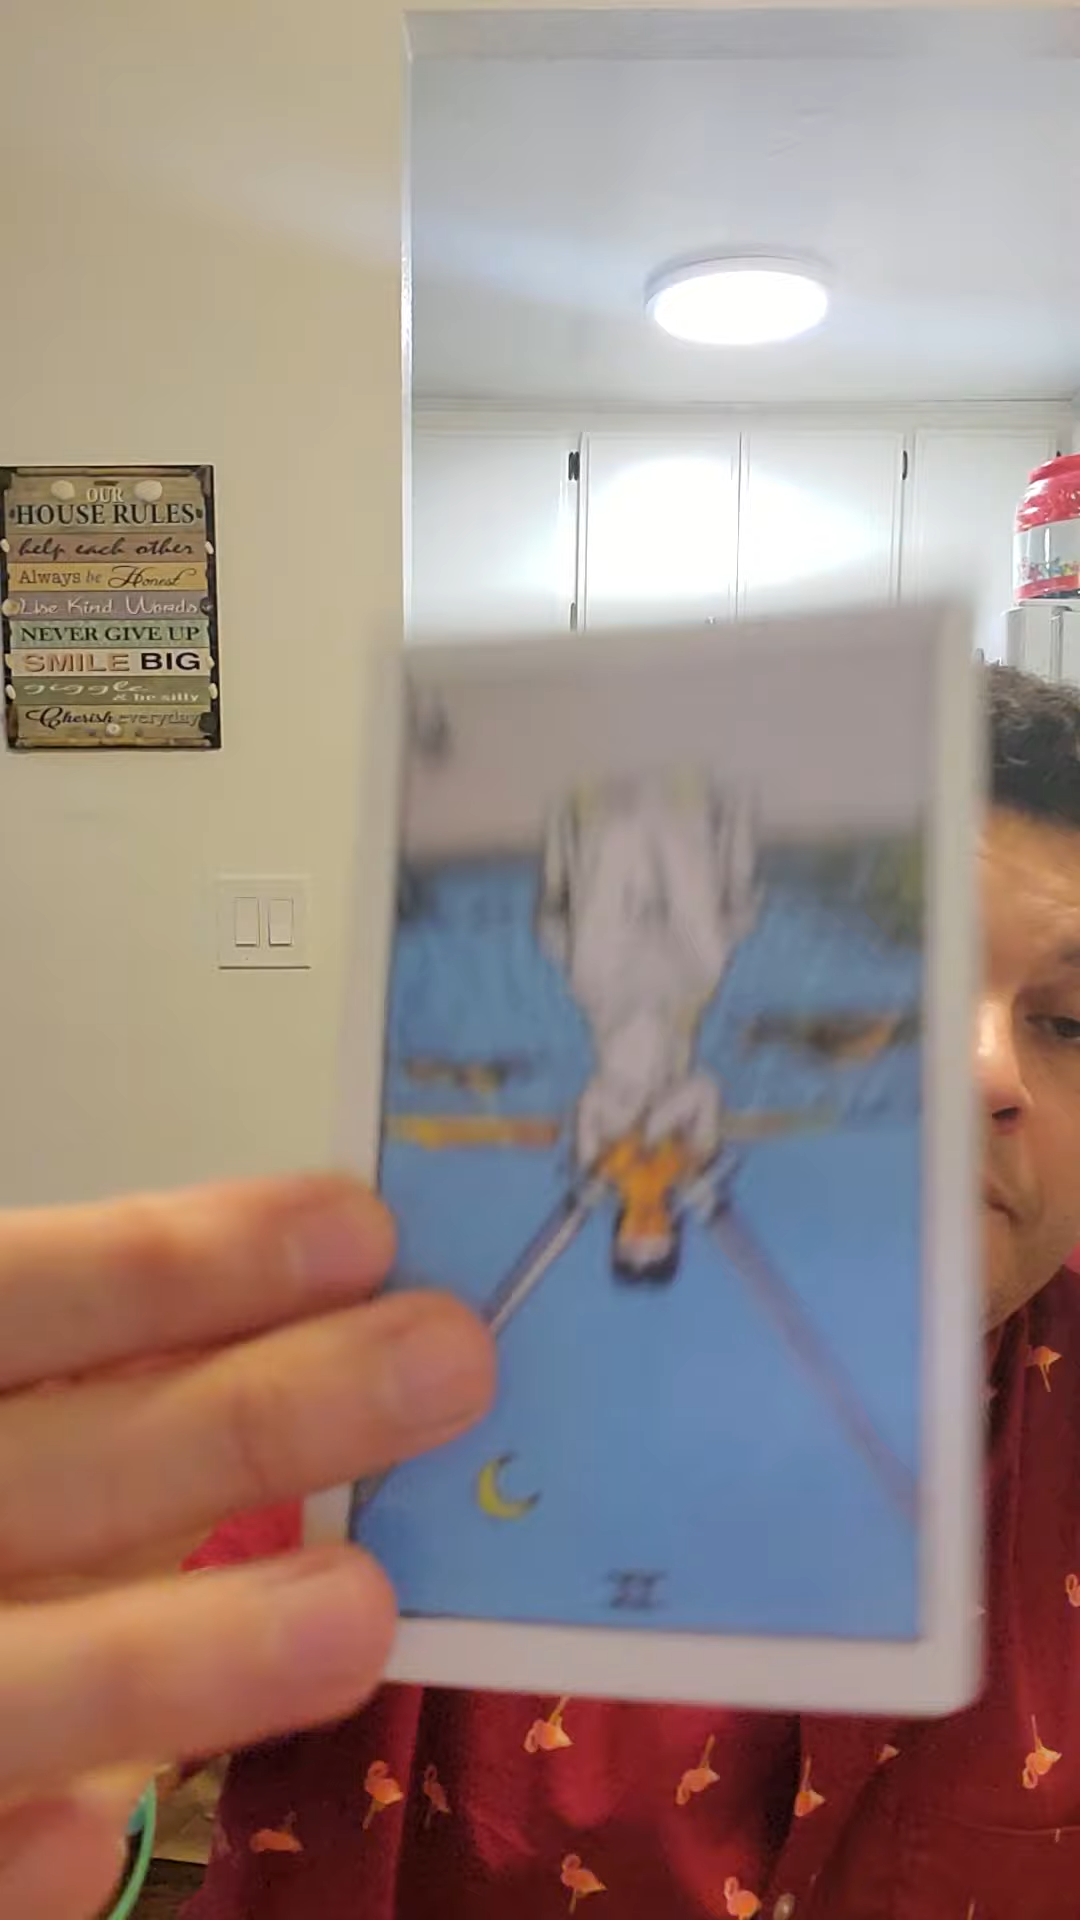 OUR
HOUSE RULES
help each other
Always be Honest
Use Kind Words
NEVER GIVE UP
SMILE BIG
giggle
& be silly
Cherish everyday
II